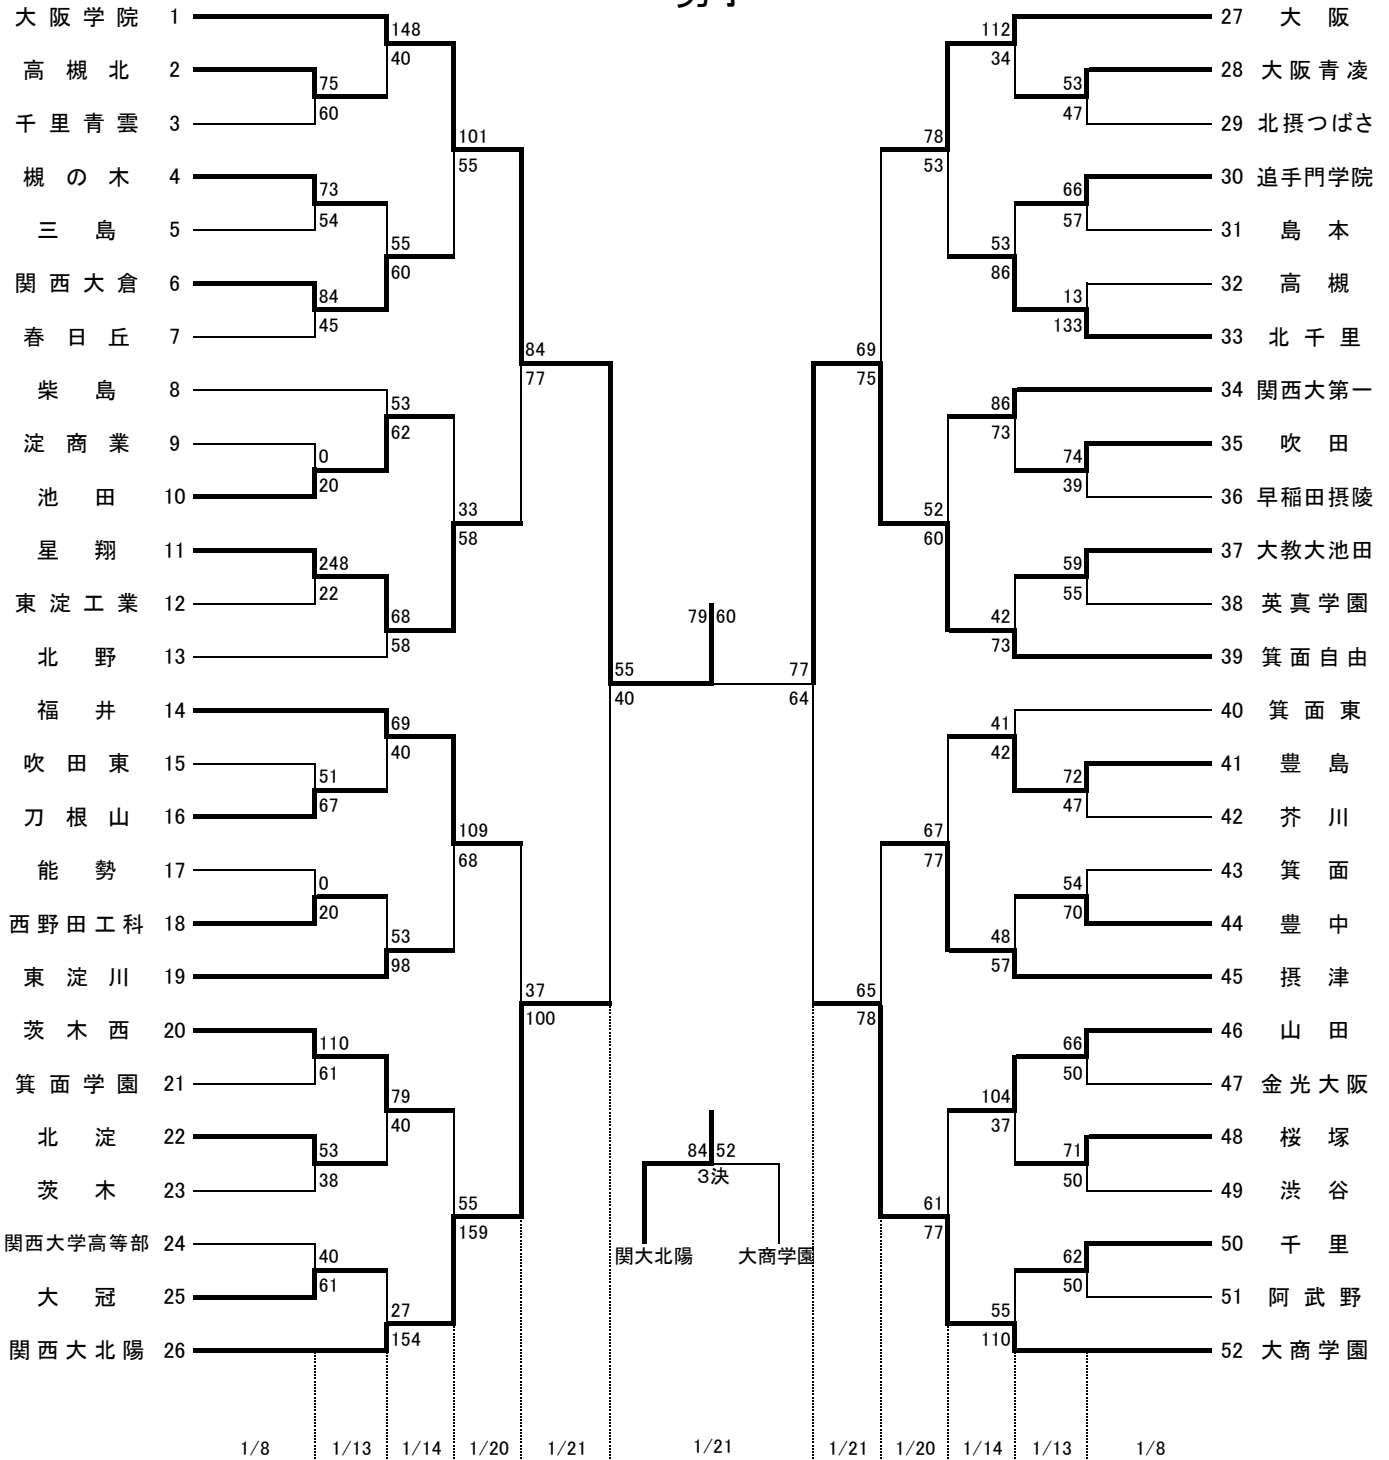 大阪学院 1
148
40
高槻北 2
75
60
千里青雲 3
101
55
槻の木 4
73
54
三島 5
55
60
関西大倉 6
84
45
春日丘 7
84
77
柴島 8
53
62
淀商業 9
0
20
池田 10
33
58
星翔 11
248
22
東淀工業 12
68
58
北野 13
55
40
福井 14
69
40
吹田東 15
51
67
刀根山 16
109
68
能勢 17
0
20
西野田工科 18
53
98
東淀川 19
37
100
茨木西 20
110
61
箕面学園 21
79
40
北淀 22
53
38
茨木 23
55
159
関西大学高等部 24
40
61
大冠 25
27
154
関西大北陽 26
79 60
84 52
3決
関大北陽 大商学園
27 大阪
112
34
28 大阪青凌
53
47
29 北摂つばさ
78
53
30 追手門学院
66
57
31 島本
53
86
32 高槻
13
133
33 北千里
69
75
34 関西大第一
86
73
35 吹田
74
39
36 早稲田摂陵
52
60
37 大教大池田
59
55
38 英真学園
42
73
39 箕面自由
77
64
40 箕面東
41
42
41 豊島
72
47
42 芥川
67
77
43 箕面
54
70
44 豊中
48
57
45 摂津
65
78
46 山田
66
50
47 金光大阪
104
37
48 桜塚
71
50
49 渋谷
61
77
50 千里
62
50
51 阿武野
55
110
52 大商学園
1/8 1/13 1/14 1/20 1/21 1/21 1/21 1/20 1/14 1/13 1/8